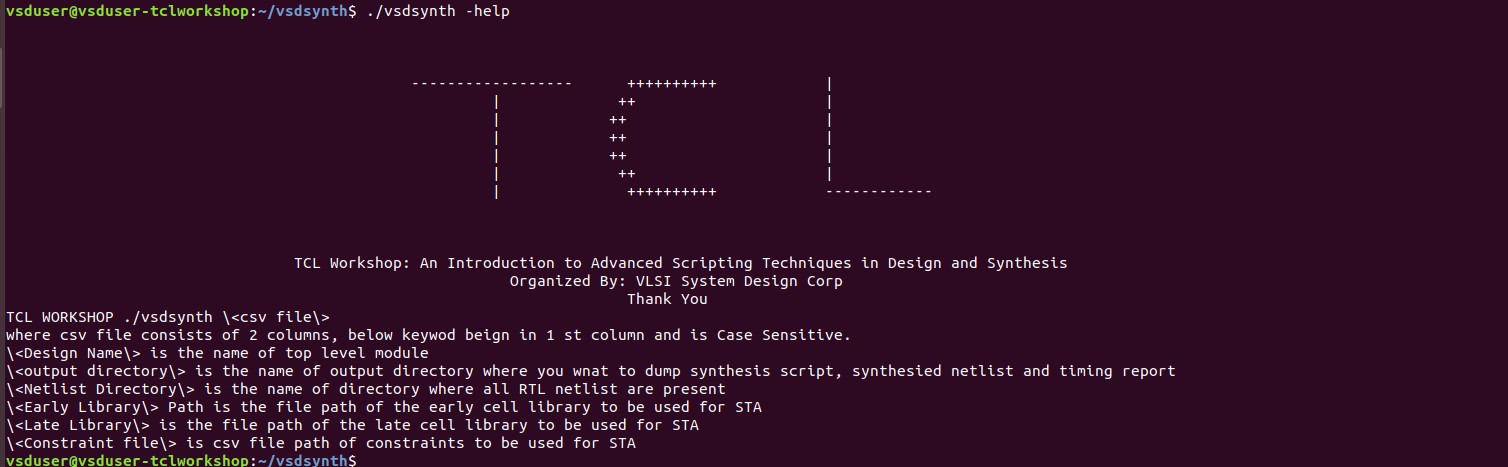 vsduser@vsduser-tclworkshop:~/vsdsynth$ ./vsdsynth -help
------------------ ++++++++++ |
| ++ |
| ++ |
| ++ |
| ++ |
| ++ |
| ++++++++++ ------------
TCL Workshop: An Introduction to Advanced Scripting Techniques in Design and Synthesis
Organized By: VLSI System Design Corp
Thank You
TCL WORKSHOP ./vsdsynth \<csv file\>
where csv file consists of 2 columns, below keywod beign in 1 st column and is Case Sensitive.
\<Design Name\> is the name of top level module
\<output directory\> is the name of output directory where you wnat to dump synthesis script, synthesied netlist and timing report
\<Netlist Directory\> is the name of directory where all RTL netlist are present
\<Early Library\> Path is the file path of the early cell library to be used for STA
\<Late Library\> is the file path of the late cell library to be used for STA
\<Constraint file\> is csv file path of constraints to be used for STA
vsduser@vsduser-tclworkshop:~/vsdsynth$